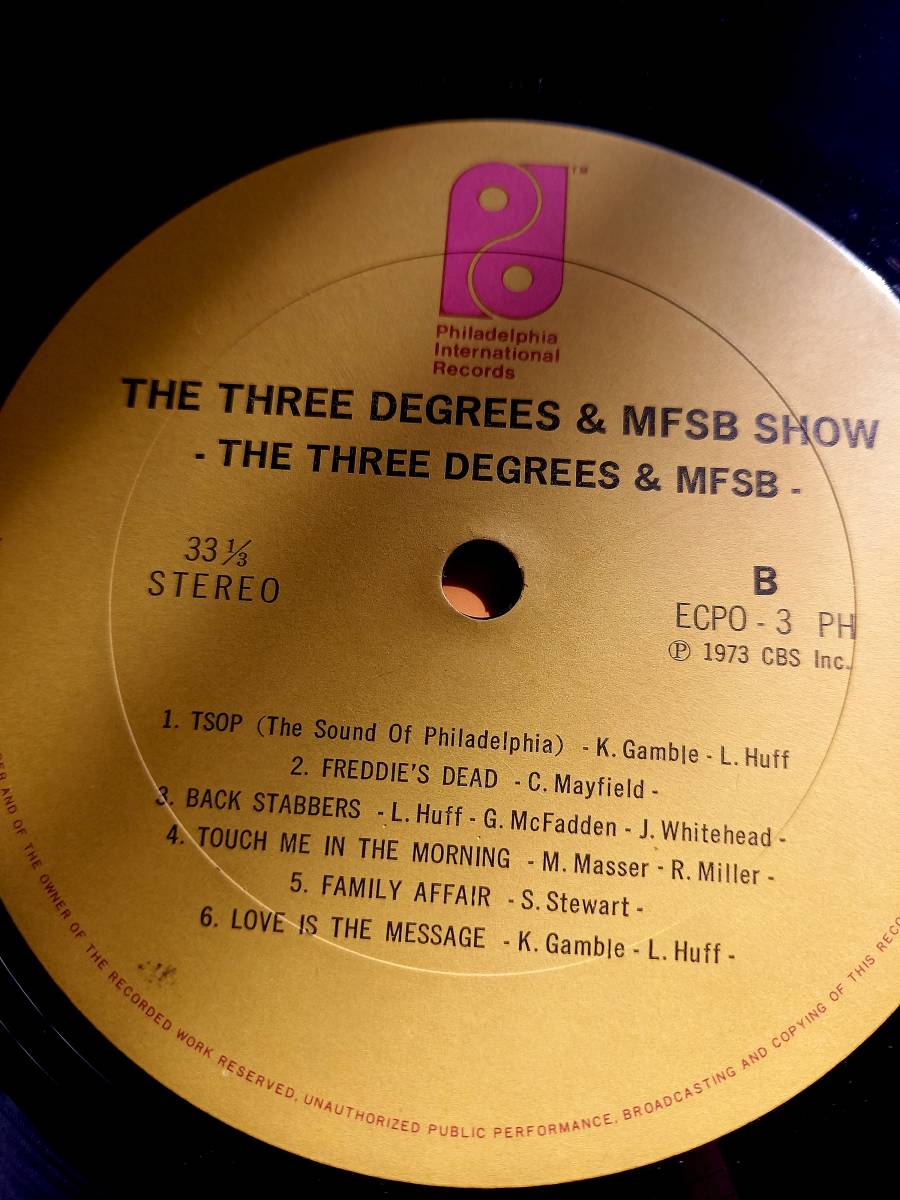 TM
Philadelphia
International
Records
THE THREE DEGREES & MFSB SHOW
- THE THREE DEGREES & MFSB -
33 1/3
STEREO
B
ECPO - 3 PH
℗ 1973 CBS Inc.
1. TSOP (The Sound Of Philadelphia) - K. Gamble - L. Huff
2. FREDDIE'S DEAD - C. Mayfield -
3. BACK STABBERS - L. Huff - G. McFadden - J. Whitehead -
4. TOUCH ME IN THE MORNING - M. Masser - R. Miller -
5. FAMILY AFFAIR - S. Stewart -
6. LOVE IS THE MESSAGE - K. Gamble - L. Huff -
AND OF THE OWNER OF THE RECORDED WORK RESERVED, UNAUTHORIZED PUBLIC PERFORMANCE, BROADCASTING AND COPYING OF THIS